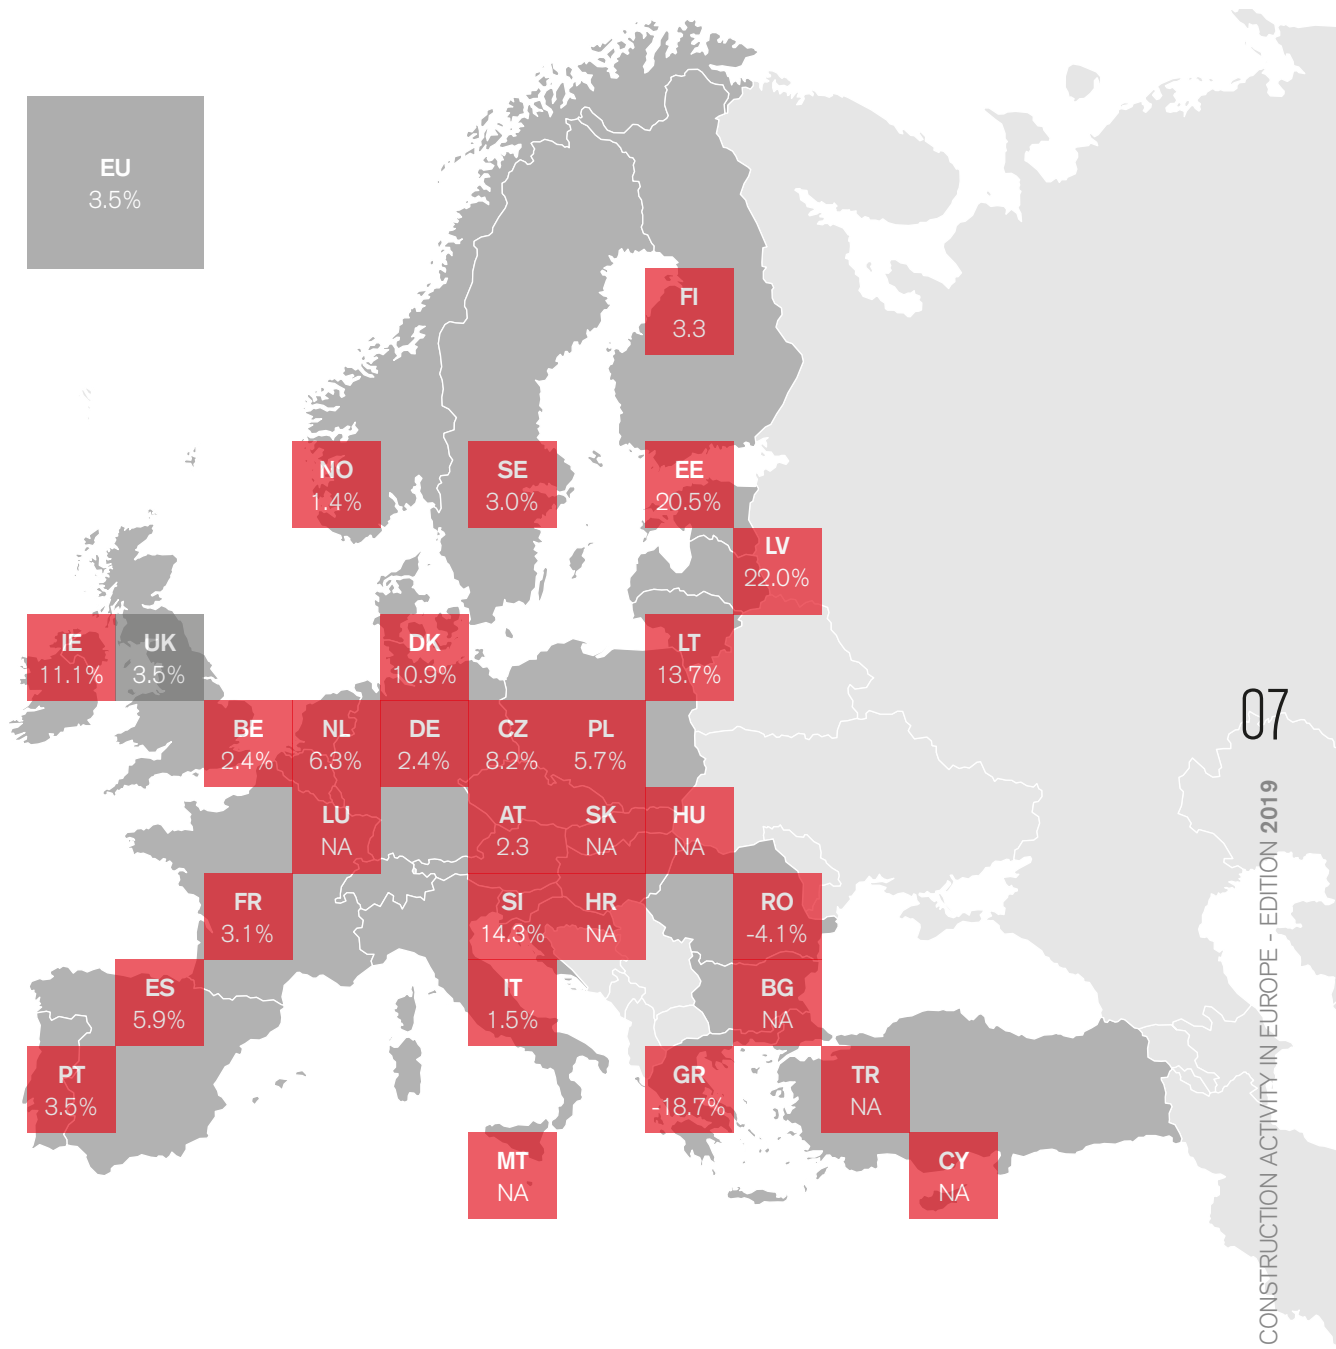 EU
3.5%
FI
3.3
NO
1.4%
SE
3.0%
EE
20.5%
LV
22.0%
IE
11.1%
UK
3.5%
DK
10.9%
LT
13.7%
BE
2.4%
NL
6.3%
DE
2.4%
CZ
8.2%
PL
5.7%
LU
NA
AT
2.3
SK
NA
HU
NA
FR
3.1%
SI
14.3%
HR
NA
RO
-4.1%
ES
5.9%
IT
1.5%
BG
NA
PT
3.5%
GR
-18.7%
TR
NA
MT
NA
CY
NA
07
CONSTRUCTION ACTIVITY IN EUROPE - EDITION 2019